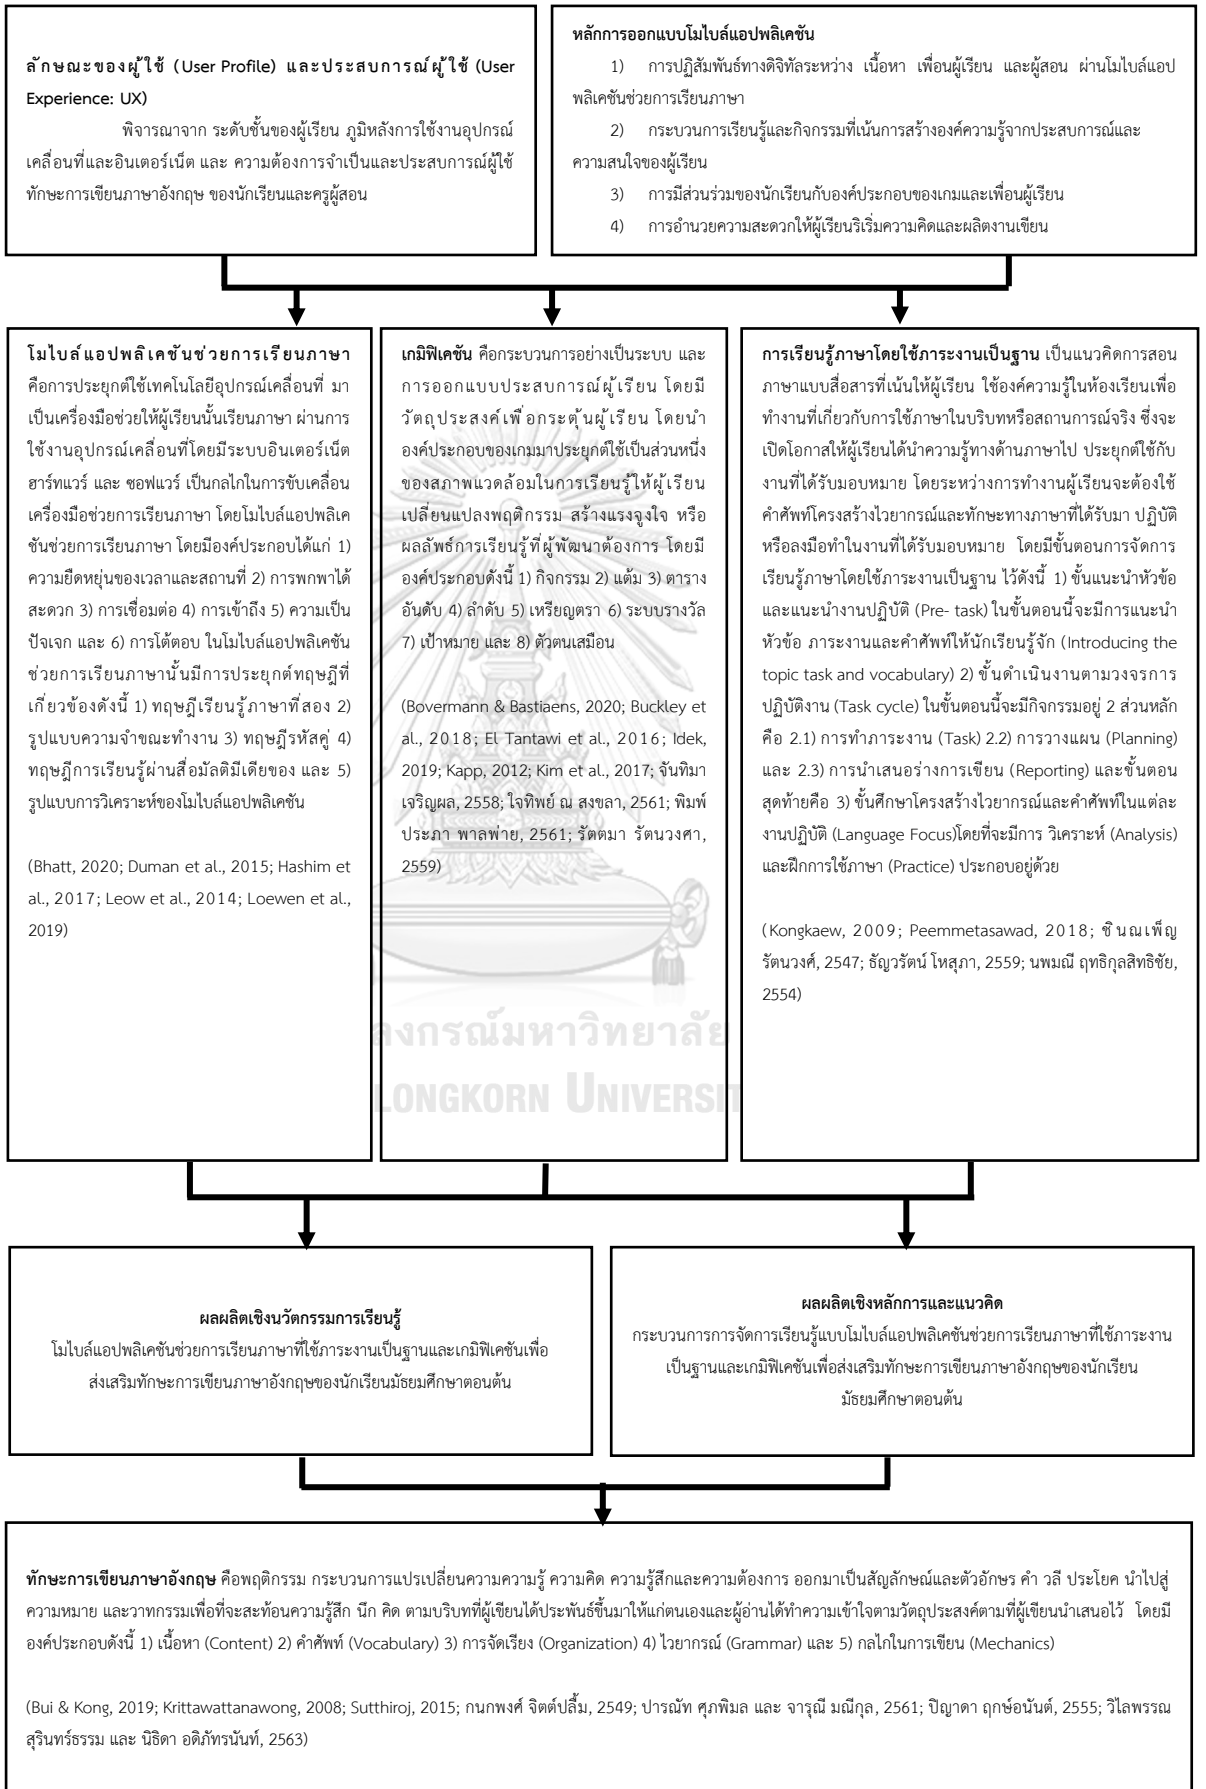 ลักษณะของผู้ใช้ (User Profile) และประสบการณ์ผู้ใช้ (User
Experience: UX)
พิจารณาจาก ระดับชั้นของผู้เรียน ภูมิหลังการใช้งานอุปกรณ์
เคลื่อนที่และอินเตอร์เน็ต และ ความต้องการจำเป็นและประสบการณ์ผู้ใช้
ทักษะการเขียนภาษาอังกฤษ ของนักเรียนและครูผู้สอน
หลักการออกแบบโมไบล์แอปพลิเคชัน
1) การปฏิสัมพันธ์ทางดิจิทัลระหว่าง เนื้อหา เพื่อนผู้เรียน และผู้สอน ผ่านโมไบล์แอป
พลิเคชันช่วยการเรียนภาษา
2) กระบวนการเรียนรู้และกิจกรรมที่เน้นการสร้างองค์ความรู้จากประสบการณ์และ
ความสนใจของผู้เรียน
3) การมีส่วนร่วมของนักเรียนกับองค์ประกอบของเกมและเพื่อนผู้เรียน
4) การอำนวยความสะดวกให้ผู้เรียนริเริ่มความคิดและผลิตงานเขียน
โมไบล์แอปพลิเคชันช่วยการเรียนภาษา
คือการประยุกต์ใช้เทคโนโลยีอุปกรณ์เคลื่อนที่ มา
เป็นเครื่องมือช่วยให้ผู้เรียนนั้นเรียนภาษา ผ่านการ
ใช้งานอุปกรณ์เคลื่อนที่โดยมีระบบอินเตอร์เน็ต
ฮาร์ทแวร์ และ ซอฟแวร์ เป็นกลไกในการขับเคลื่อน
เครื่องมือช่วยการเรียนภาษา โดยโมไบล์แอปพลิเค
ชันช่วยการเรียนภาษา โดยมีองค์ประกอบได้แก่ 1)
ความยืดหยุ่นของเวลาและสถานที่ 2) การพกพาได้
สะดวก 3) การเชื่อมต่อ 4) การเข้าถึง 5) ความเป็น
ปัจเจก และ 6) การโต้ตอบ ในโมไบล์แอปพลิเคชัน
ช่วยการเรียนภาษานั้นมีการประยุกต์ทฤษฎีที่
เกี่ยวข้องดังนี้ 1) ทฤษฎีเรียนรู้ภาษาที่สอง 2)
รูปแบบความจำขณะทำงาน 3) ทฤษฎีรหัสคู่ 4)
ทฤษฎีการเรียนรู้ผ่านสื่อมัลติมีเดียของ และ 5)
รูปแบบการวิเคราะห์ของโมไบล์แอปพลิเคชัน
(Bhatt, 2020; Duman et al., 2015; Hashim et
al., 2017; Leow et al., 2014; Loewen et al.,
2019)
เกมิฟิเคชัน คือกระบวนการอย่างเป็นระบบ และ
การออกแบบประสบการณ์ผู้เรียน โดยมี
วัตถุประสงค์เพื่อกระตุ้นผู้เรียน โดยนำ
องค์ประกอบของเกมมาประยุกต์ใช้เป็นส่วนหนึ่ง
ของสภาพแวดล้อมในการเรียนรู้ให้ผู้เรียน
เปลี่ยนแปลงพฤติกรรม สร้างแรงจูงใจ หรือ
ผลลัพธ์การเรียนรู้ที่ผู้พัฒนาต้องการ โดยมี
องค์ประกอบดังนี้ 1) กิจกรรม 2) แต้ม 3) ตาราง
อันดับ 4) ลำดับ 5) เหรียญตรา 6) ระบบรางวัล
7) เป้าหมาย และ 8) ตัวตนเสมือน
(Bovermann & Bastiaens, 2020; Buckley et
al., 2018; El Tantawi et al., 2016; Idek,
2019; Kapp, 2012; Kim et al., 2017; จันทิมา
เจริญผล, 2558; ใจทิพย์ ณ สงขลา, 2561; พิมพ์
ประภา พาลพ่าย, 2561; รัตตมา รัตนวงศา,
2559)
ลงกรณ์มหาวิทยาลัย
LONGKORN UNIVERSIT
การเรียนรู้ภาษาโดยใช้ภาระงานเป็นฐาน เป็นแนวคิดการสอน
ภาษาแบบสื่อสารที่เน้นให้ผู้เรียน ใช้องค์ความรู้ในห้องเรียนเพื่อ
ทำงานที่เกี่ยวกับการใช้ภาษาในบริบทหรือสถานการณ์จริง ซึ่งจะ
เปิดโอกาสให้ผู้เรียนได้นำความรู้ทางด้านภาษาไป ประยุกต์ใช้กับ
งานที่ได้รับมอบหมาย โดยระหว่างการทำงานผู้เรียนจะต้องใช้
คำศัพท์โครงสร้างไวยากรณ์และทักษะทางภาษาที่ได้รับมา ปฏิบัติ
หรือลงมือทำในงานที่ได้รับมอบหมาย โดยมีขั้นตอนการจัดการ
เรียนรู้ภาษาโดยใช้ภาระงานเป็นฐาน ไว้ดังนี้ 1) ขั้นแนะนำหัวข้อ
และแนะนำงานปฏิบัติ (Pre- task) ในขั้นตอนนี้จะมีการแนะนำ
หัวข้อ ภาระงานและคำศัพท์ให้นักเรียนรู้จัก (Introducing the
topic task and vocabulary) 2) ขั้นดำเนินงานตามวงจรการ
ปฏิบัติงาน (Task cycle) ในขั้นตอนนี้จะมีกิจกรรมอยู่ 2 ส่วนหลัก
คือ 2.1) การทำภาระงาน (Task) 2.2) การวางแผน (Planning)
และ 2.3) การนำเสนอร่างการเขียน (Reporting) และขั้นตอน
สุดท้ายคือ 3) ขั้นศึกษาโครงสร้างไวยากรณ์และคำศัพท์ในแต่ละ
งานปฏิบัติ (Language Focus)โดยที่จะมีการ วิเคราะห์ (Analysis)
และฝึกการใช้ภาษา (Practice) ประกอบอยู่ด้วย
(Kongkaew, 2009; Peemmetasawad, 2018; ชินณเพ็ญ
รัตนวงศ์, 2547; ธัญวรัตน์ โหสุภา, 2559; นพมณี ฤทธิกุลสิทธิชัย,
2554)
ผลผลิตเชิงนวัตกรรมการเรียนรู้
โมไบล์แอปพลิเคชันช่วยการเรียนภาษาที่ใช้ภาระงานเป็นฐานและเกมิฟิเคชันเพื่อ
ส่งเสริมทักษะการเขียนภาษาอังกฤษของนักเรียนมัธยมศึกษาตอนต้น
ผลผลิตเชิงหลักการและแนวคิด
กระบวนการการจัดการเรียนรู้แบบโมไบล์แอปพลิเคชันช่วยการเรียนภาษาที่ใช้ภาระงาน
เป็นฐานและเกมิฟิเคชันเพื่อส่งเสริมทักษะการเขียนภาษาอังกฤษของนักเรียน
มัธยมศึกษาตอนต้น
ทักษะการเขียนภาษาอังกฤษ คือพฤติกรรม กระบวนการแปรเปลี่ยนความความรู้ ความคิด ความรู้สึกและความต้องการ ออกมาเป็นสัญลักษณ์และตัวอักษร คำ วลี ประโยค นำไปสู่
ความหมาย และวาทกรรมเพื่อที่จะสะท้อนความรู้สึก นึก คิด ตามบริบทที่ผู้เขียนได้ประพันธ์ขึ้นมาให้แก่ตนเองและผู้อ่านได้ทำความเข้าใจตามวัตถุประสงค์ตามที่ผู้เขียนนำเสนอไว้ โดยมี
องค์ประกอบดังนี้ 1) เนื้อหา (Content) 2) คำศัพท์ (Vocabulary) 3) การจัดเรียง (Organization) 4) ไวยากรณ์ (Grammar) และ 5) กลไกในการเขียน (Mechanics)
(Bui & Kong, 2019; Krittawattanawong, 2008; Sutthiroj, 2015; กนกพงศ์ จิตต์ปลื้ม, 2549; ปารณัท ศุภพิมล และ จารุณี มณีกุล, 2561; ปิญาดา ฤกษ์อนันต์, 2555; วิไลพรรณ
สุรินทร์ธรรม และ นิธิดา อดิภัทรนันท์, 2563)